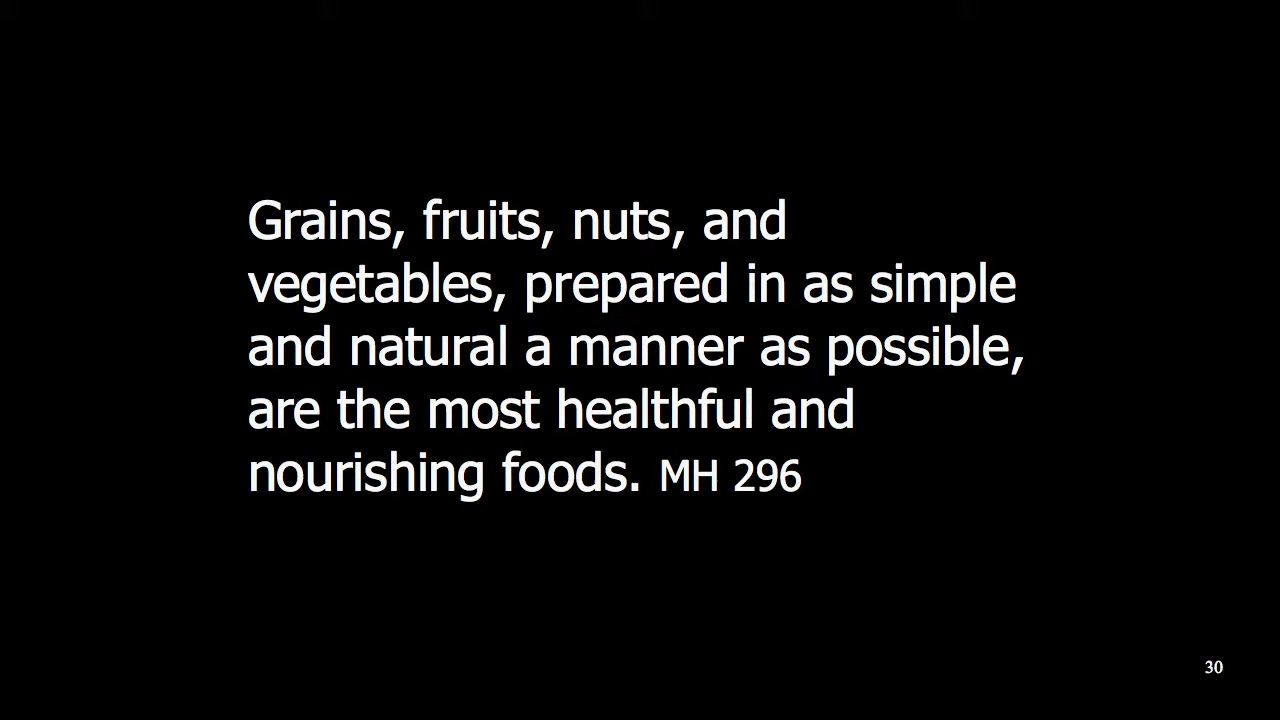 Grains, fruits, nuts, and
vegetables, prepared in as simple
and natural a manner as possible,
are the most healthful and
nourishing foods. MH 296
30